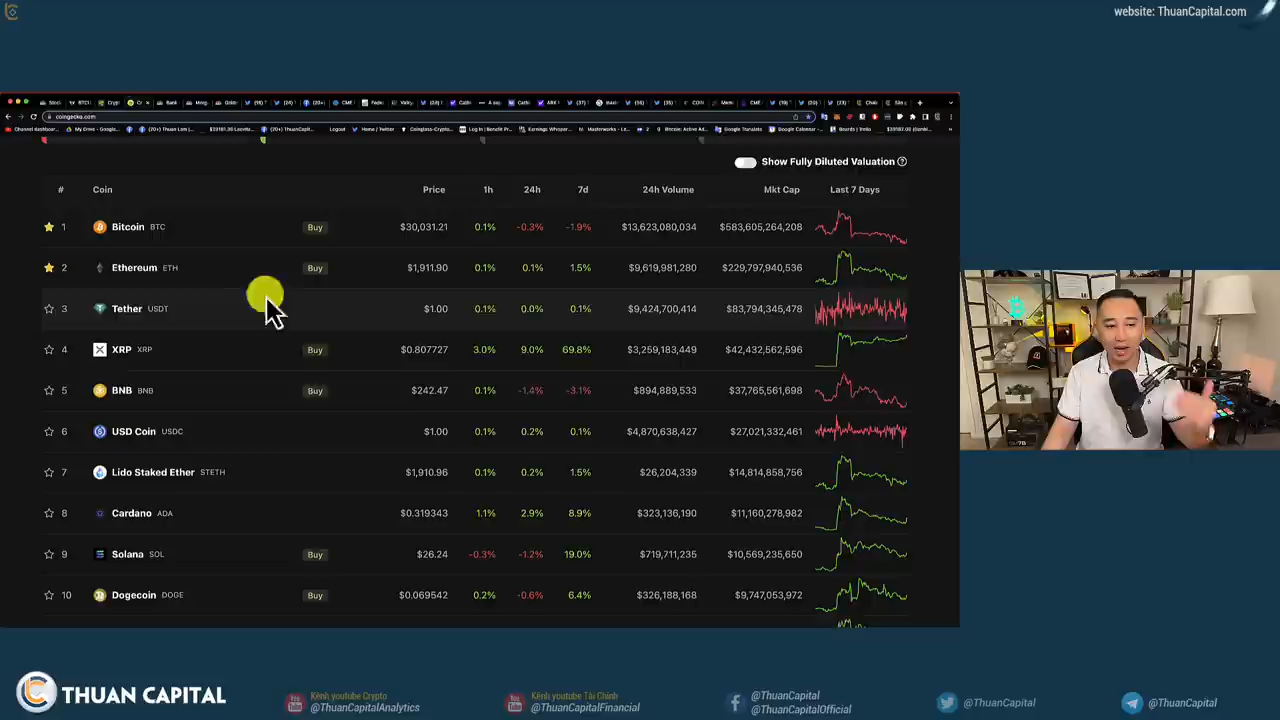 website: ThuanCapital.com
coingecko.com
Show Fully Diluted Valuation
# Coin Price 1h 24h 7d 24h Volume Mkt Cap Last 7 Days
1 Bitcoin BTC Buy $30,031.21 0.1% -0.3% -1.9% $13,623,080,034 $583,605,264,208
2 Ethereum ETH Buy $1,911.90 0.1% 0.1% 1.5% $9,619,981,280 $229,797,940,536
3 Tether USDT $1.00 0.1% 0.0% 0.1% $9,424,700,414 $83,794,345,478
4 XRP XRP Buy $0.807727 3.0% 9.0% 69.8% $3,259,183,449 $42,432,562,596
5 BNB BNB Buy $242.47 0.1% -1.4% -3.1% $894,889,533 $37,765,561,698
6 USD Coin USDC $1.00 0.1% 0.2% 0.1% $4,870,638,427 $27,021,332,461
7 Lido Staked Ether STETH $1,910.96 0.1% 0.2% 1.5% $26,204,339 $14,814,858,756
8 Cardano ADA $0.319343 1.1% 2.9% 8.9% $323,136,190 $11,160,278,982
9 Solana SOL Buy $26.24 -0.3% -1.2% 19.0% $719,711,235 $10,569,235,650
10 Dogecoin DOGE Buy $0.069542 0.2% -0.6% 6.4% $326,188,168 $9,747,053,972
THUAN CAPITAL
Kênh youtube Crypto
@ThuanCapitalAnalytics
Kênh youtube Tài Chính
@ThuanCapitalFinancial
@ThuanCapital
@ThuanCapitalOfficial
@ThuanCapital
@ThuanCapital